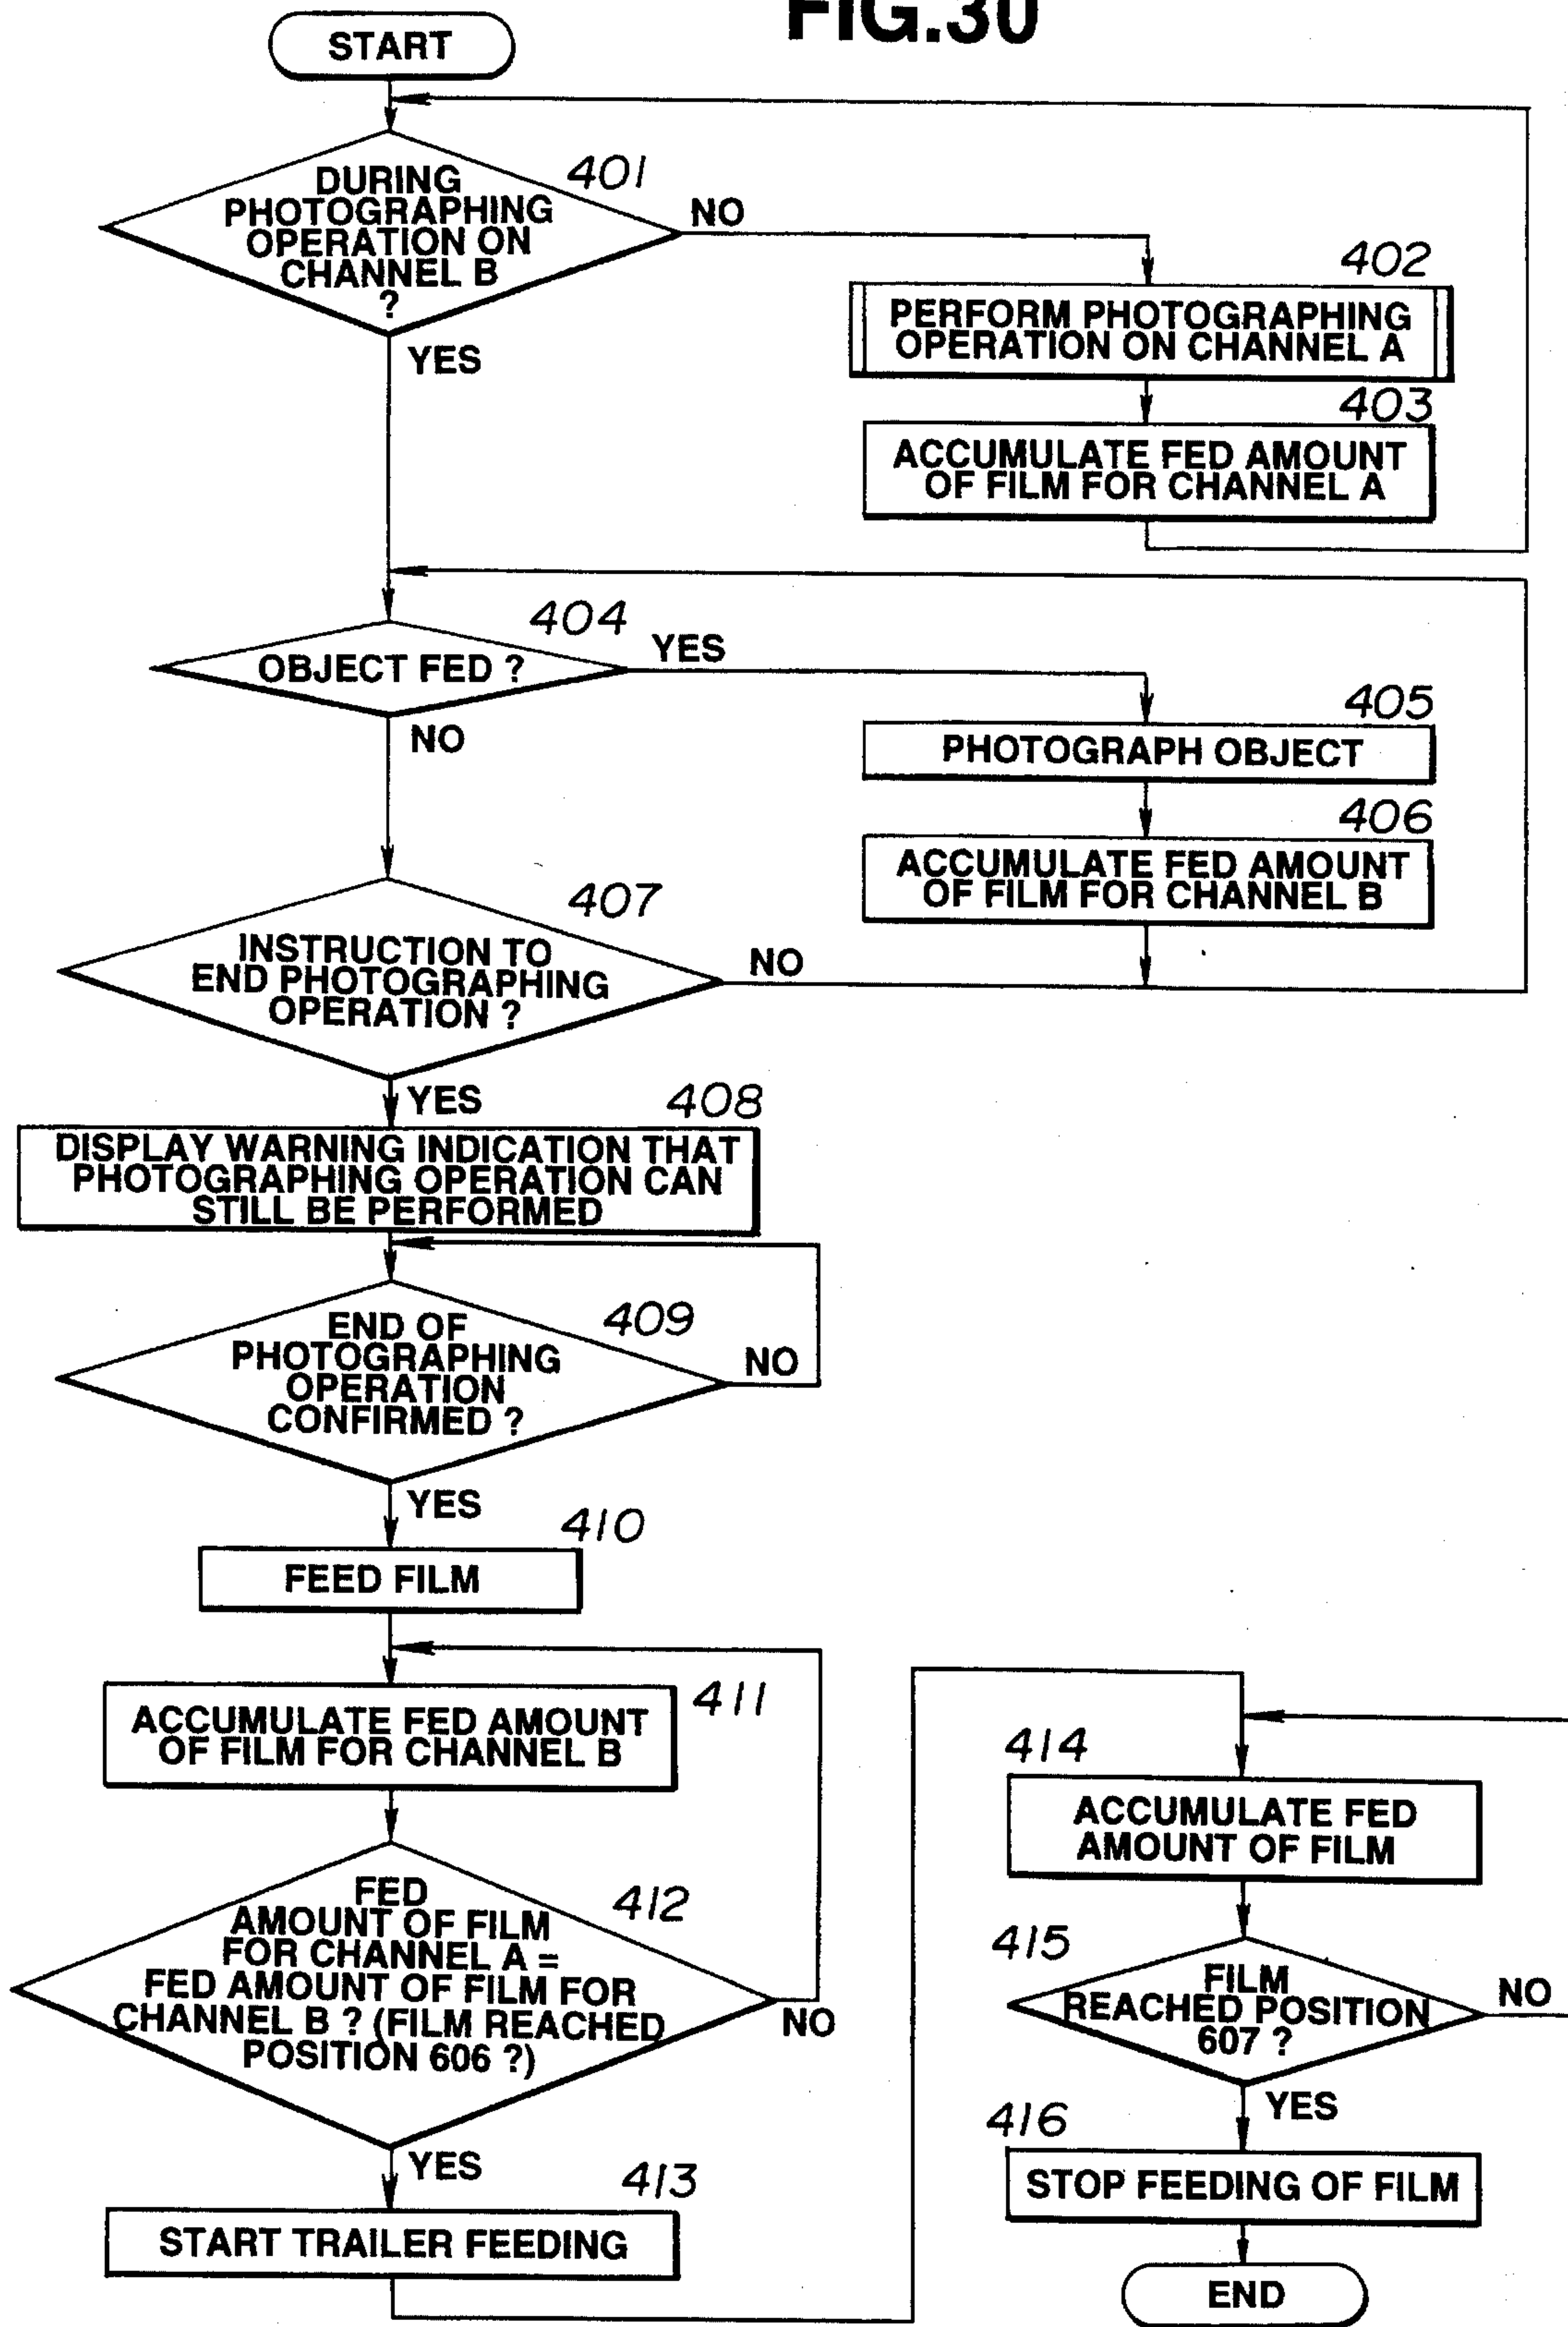 FIG.30
START
401
DURING
PHOTOGRAPHING
OPERATION ON
CHANNEL B
?
NO
YES
402
PERFORM PHOTOGRAPHING
OPERATION ON CHANNEL A
403
ACCUMULATE FED AMOUNT
OF FILM FOR CHANNEL A
404
OBJECT FED ?
YES
NO
405
PHOTOGRAPH OBJECT
406
ACCUMULATE FED AMOUNT
OF FILM FOR CHANNEL B
407
INSTRUCTION TO
END PHOTOGRAPHING
OPERATION ?
NO
YES
408
DISPLAY WARNING INDICATION THAT
PHOTOGRAPHING OPERATION CAN
STILL BE PERFORMED
409
END OF
PHOTOGRAPHING
OPERATION
CONFIRMED ?
NO
YES
410
FEED FILM
411
ACCUMULATE FED AMOUNT
OF FILM FOR CHANNEL B
412
FED
AMOUNT OF FILM
FOR CHANNEL A =
FED AMOUNT OF FILM FOR
CHANNEL B ? (FILM REACHED
POSITION 606 ?)
NO
YES
413
START TRAILER FEEDING
414
ACCUMULATE FED
AMOUNT OF FILM
415
FILM
REACHED POSITION
607 ?
NO
YES
416
STOP FEEDING OF FILM
END